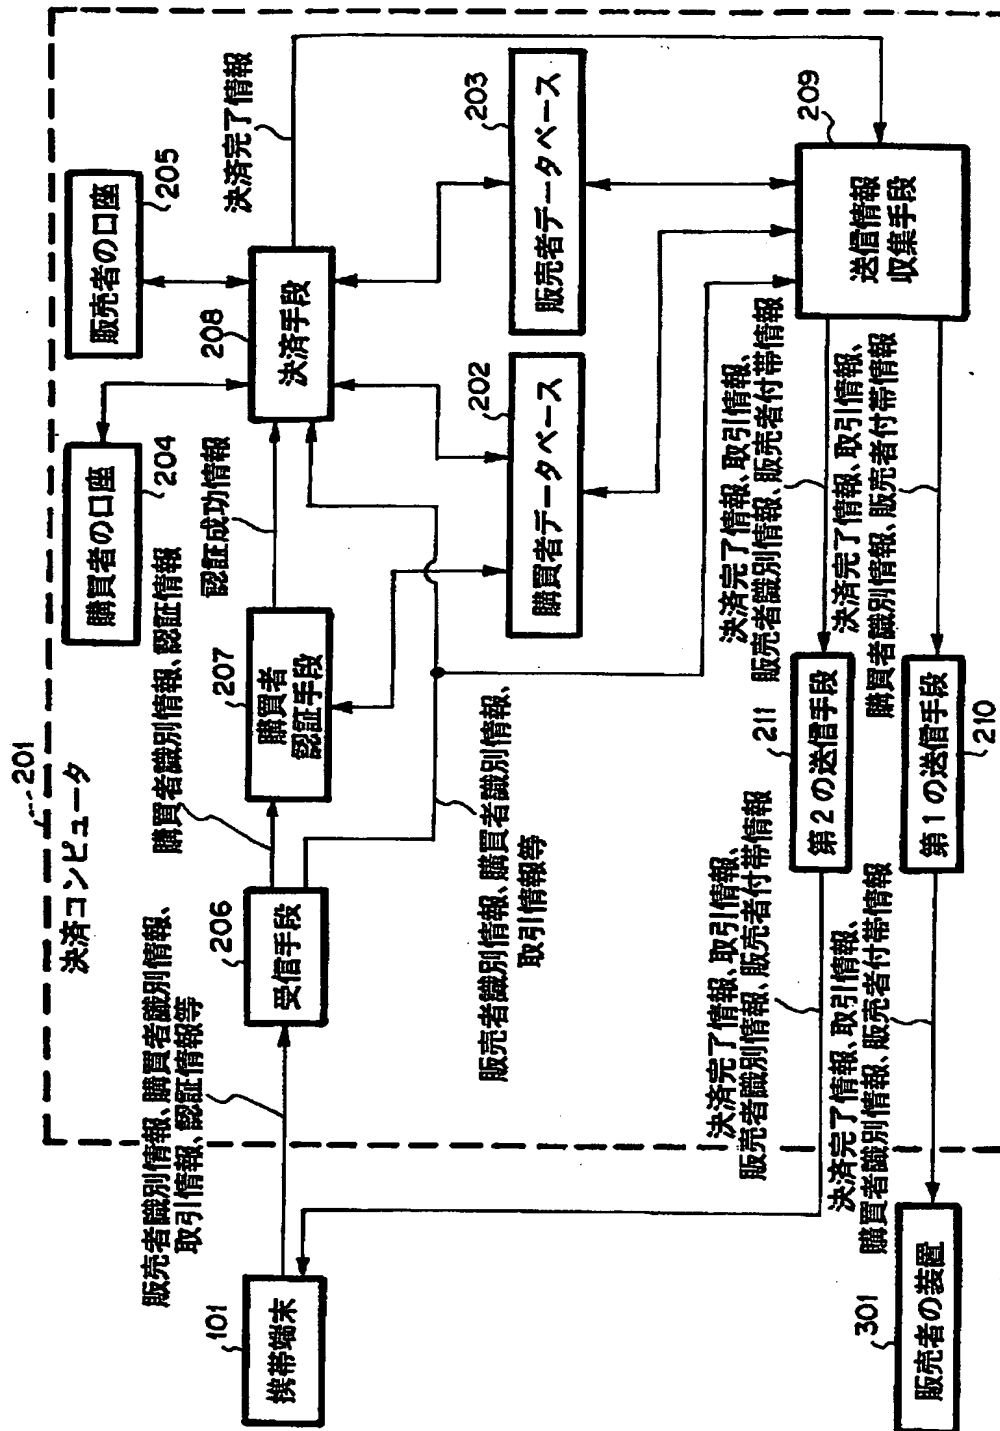 201
決済コンピュータ
購買者の口座
204
販売者の口座
205
決済完了情報
携帯端末
101
販売者識別情報、購買者識別情報、
取引情報、認証情報等
受信手段
206
購買者識別情報、認証情報
購買者
認証手段
207
認証成功情報
決済手段
208
販売者識別情報、購買者識別情報、
取引情報等
購買者データベース
202
販売者データベース
203
送信情報
収集手段
209
決済完了情報、取引情報、
販売者識別情報、販売者付帯情報
第2の送信手段
211
決済完了情報、取引情報、
販売者識別情報、販売者付帯情報
決済完了情報、取引情報、
購買者識別情報、販売者付帯情報
第1の送信手段
210
決済完了情報、取引情報、
購買者識別情報、販売者付帯情報
販売者の装置
301